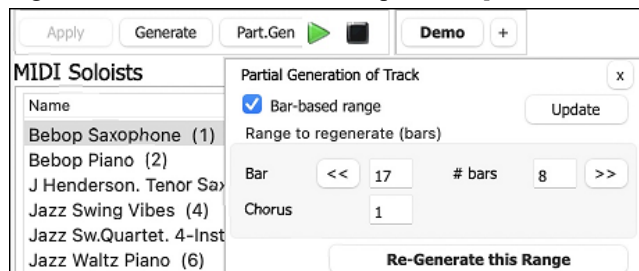 Apply Generate Part.Gen Demo +
MIDI Soloists
Name
Bebop Saxophone (1)
Bebop Piano (2)
J Henderson. Tenor Sax
Jazz Swing Vibes (4)
Jazz Sw.Quartet. 4-Inst
Jazz Waltz Piano (6)
Partial Generation of Track x
Bar-based range Update
Range to regenerate (bars)
Bar << 17 # bars 8 >>
Chorus 1
Re-Generate this Range